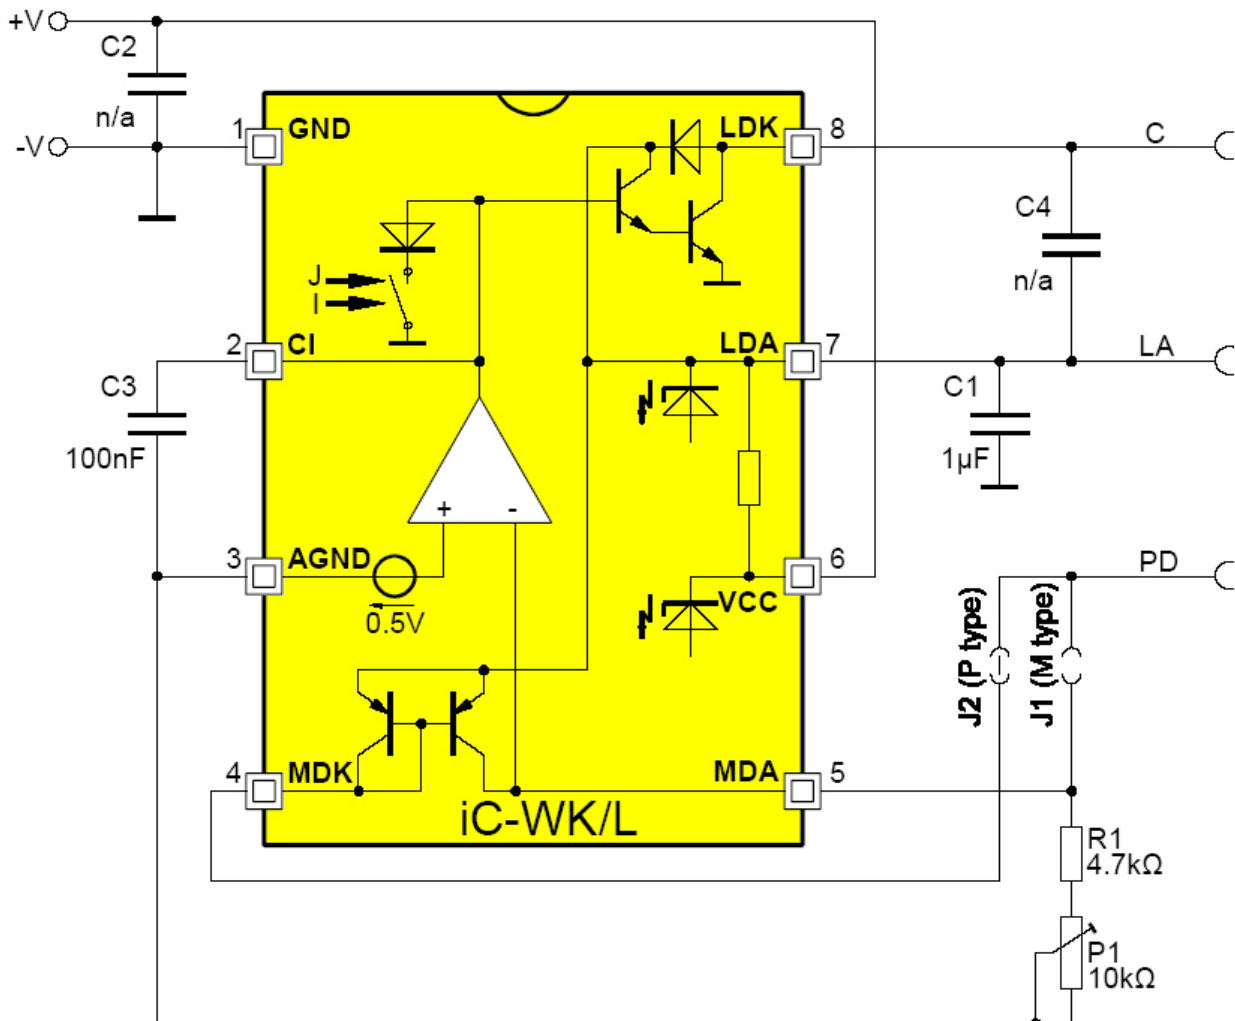 +V
C2
n/a
-V
1
GND
LDK
8
C
C4
n/a
J
I
2
CI
LDA
7
LA
C3
100nF
C1
1µF
+
-
3
AGND
0.5V
6
VCC
PD
J2 (P type)
J1 (M type)
4
MDK
MDA
5
iC-WK/L
R1
4.7kΩ
P1
10kΩ